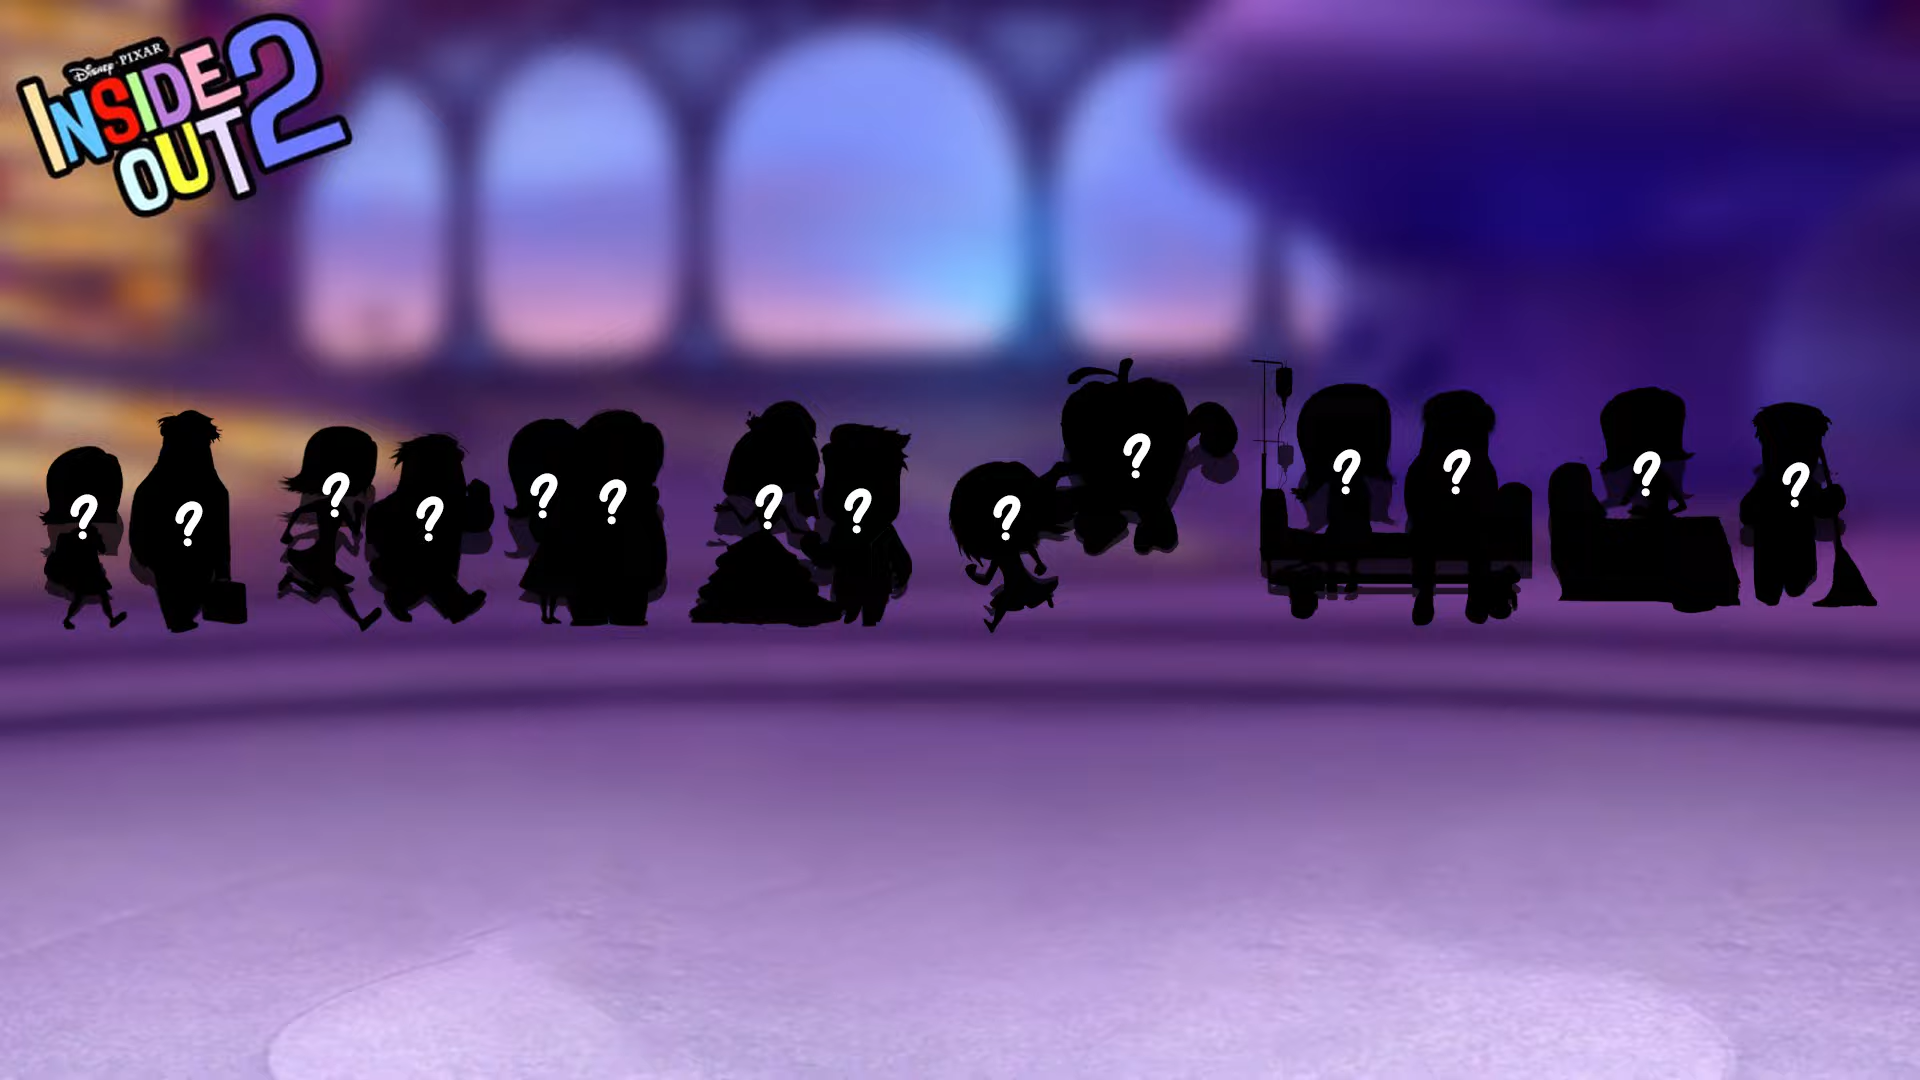 Disney · PIXAR
INSIDE
OUT 2
? ? ? ? ? ? ? ? ? ? ? ? ? ?